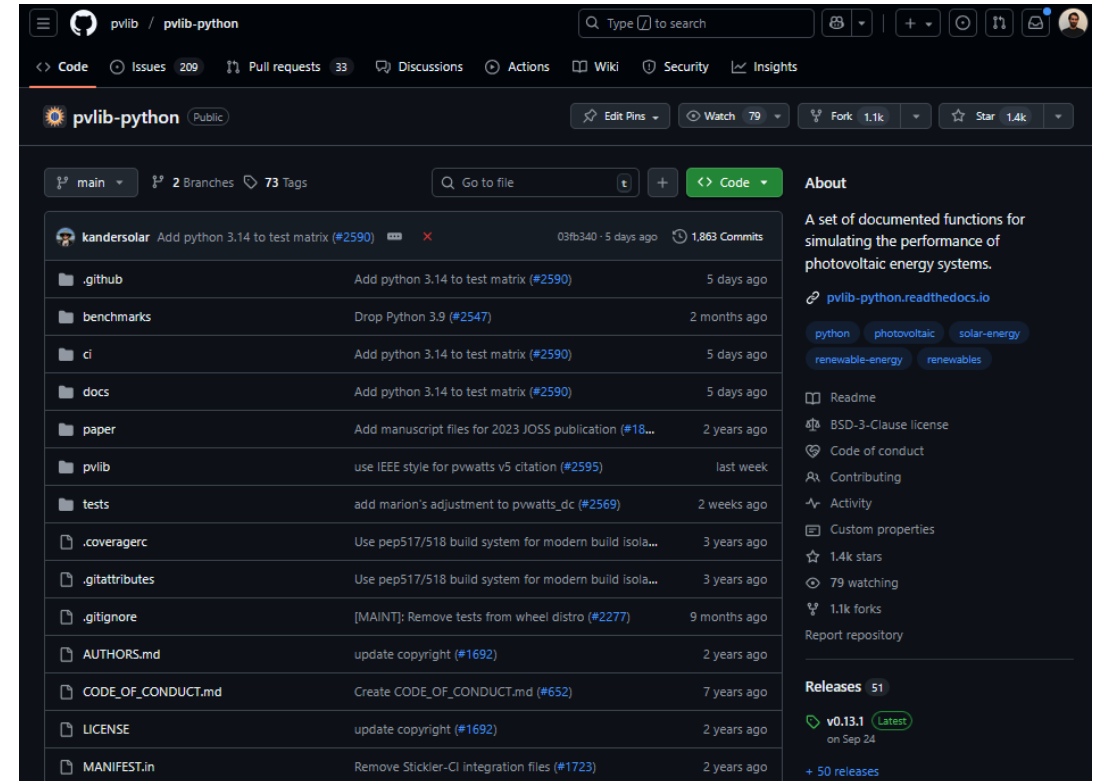 pvlib / pvlib-python Type / to search
Code Issues 209 Pull requests 33 Discussions Actions Wiki Security Insights
pvlib-python Public Edit Pins Watch 79 Fork 1.1k Star 1.4k
main 2 Branches 73 Tags Go to file t Code
kandersolar Add python 3.14 to test matrix (#2590) 03fb340 · 5 days ago 1,863 Commits
.github Add python 3.14 to test matrix (#2590) 5 days ago
benchmarks Drop Python 3.9 (#2547) 2 months ago
ci Add python 3.14 to test matrix (#2590) 5 days ago
docs Add python 3.14 to test matrix (#2590) 5 days ago
paper Add manuscript files for 2023 JOSS publication (#18... 2 years ago
pvlib use IEEE style for pvwatts v5 citation (#2595) last week
tests add marion's adjustment to pvwatts_dc (#2569) 2 weeks ago
.coveragerc Use pep517/518 build system for modern build isola... 3 years ago
.gitattributes Use pep517/518 build system for modern build isola... 3 years ago
.gitignore [MAINT]: Remove tests from wheel distro (#2277) 9 months ago
AUTHORS.md update copyright (#1692) 2 years ago
CODE_OF_CONDUCT.md Create CODE_OF_CONDUCT.md (#652) 7 years ago
LICENSE update copyright (#1692) 2 years ago
MANIFEST.in Remove Stickler-CI integration files (#1723) 2 years ago
About
A set of documented functions for
simulating the performance of
photovoltaic energy systems.
pvlib-python.readthedocs.io
python photovoltaic solar-energy
renewable-energy renewables
Readme
BSD-3-Clause license
Code of conduct
Contributing
Activity
Custom properties
1.4k stars
79 watching
1.1k forks
Report repository
Releases 51
v0.13.1 Latest
on Sep 24
+ 50 releases